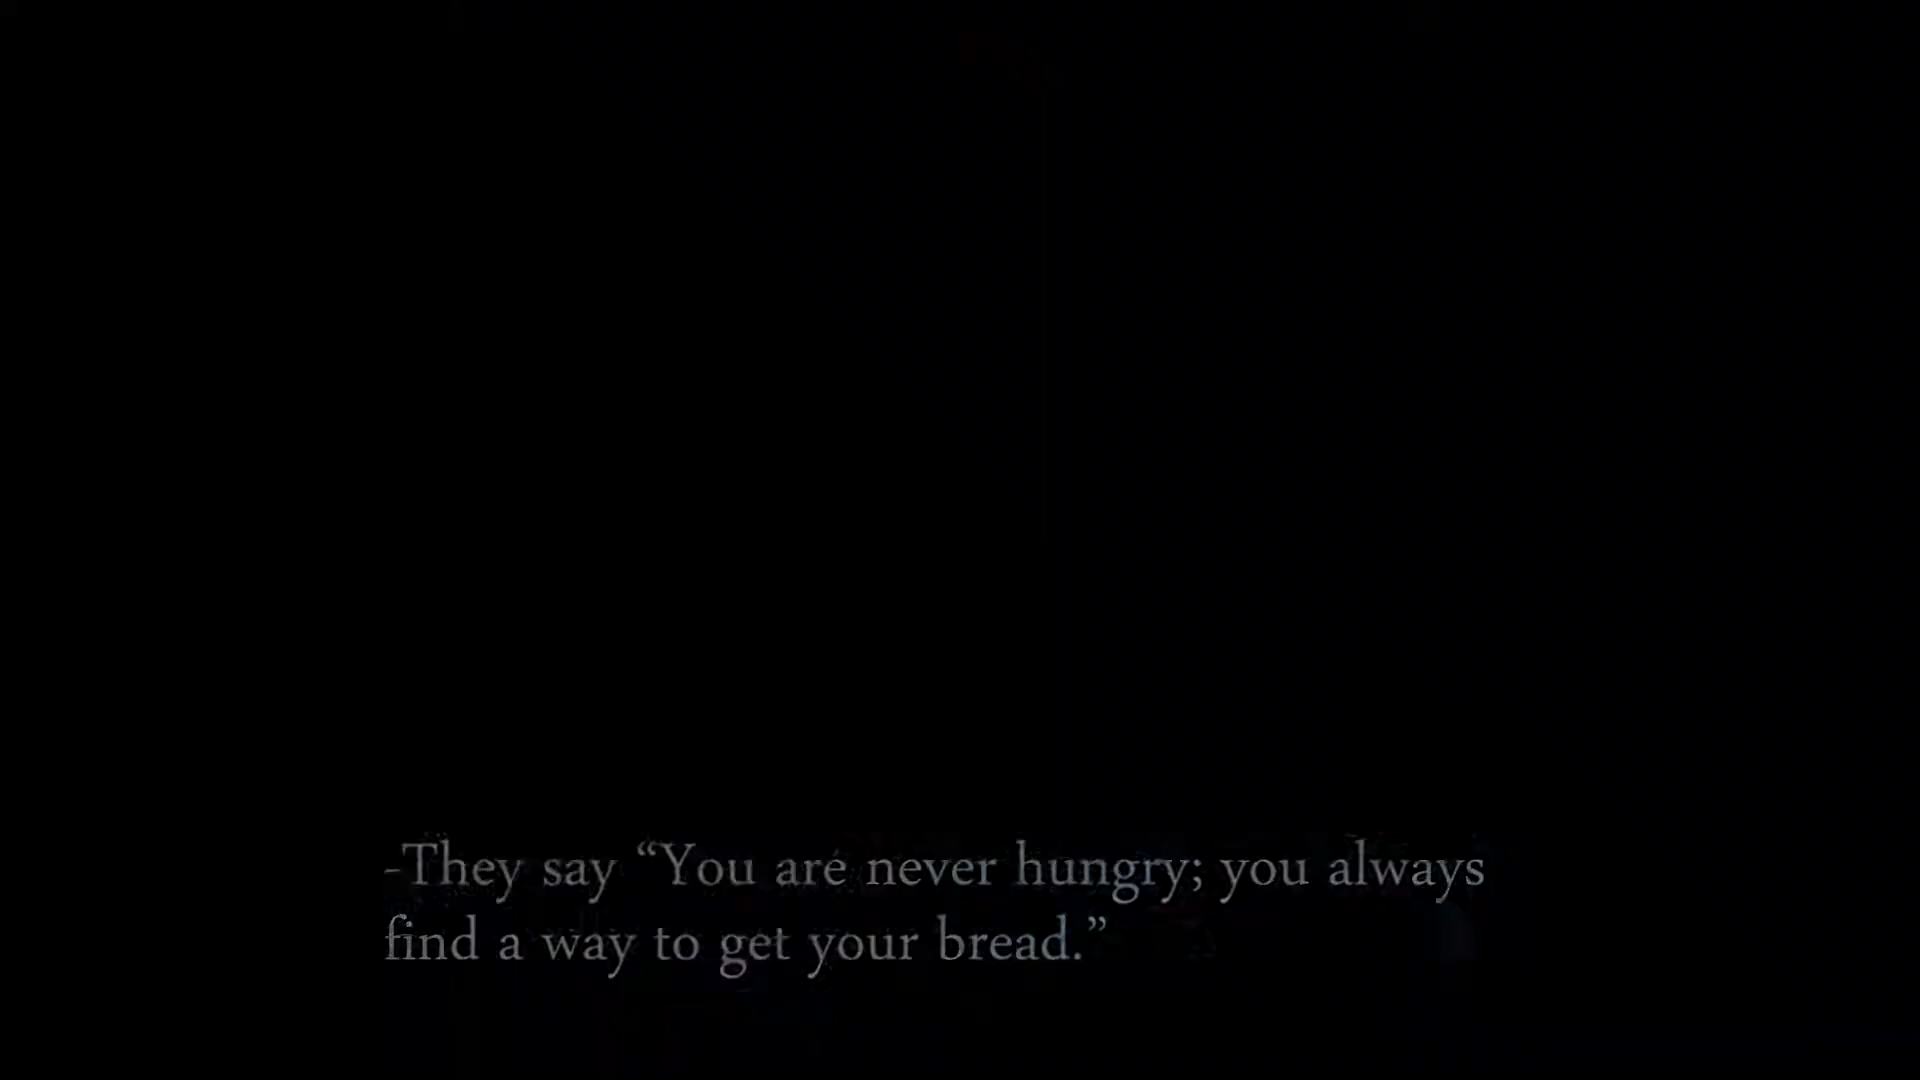 -They say “You are never hungry; you always
find a way to get your bread.”